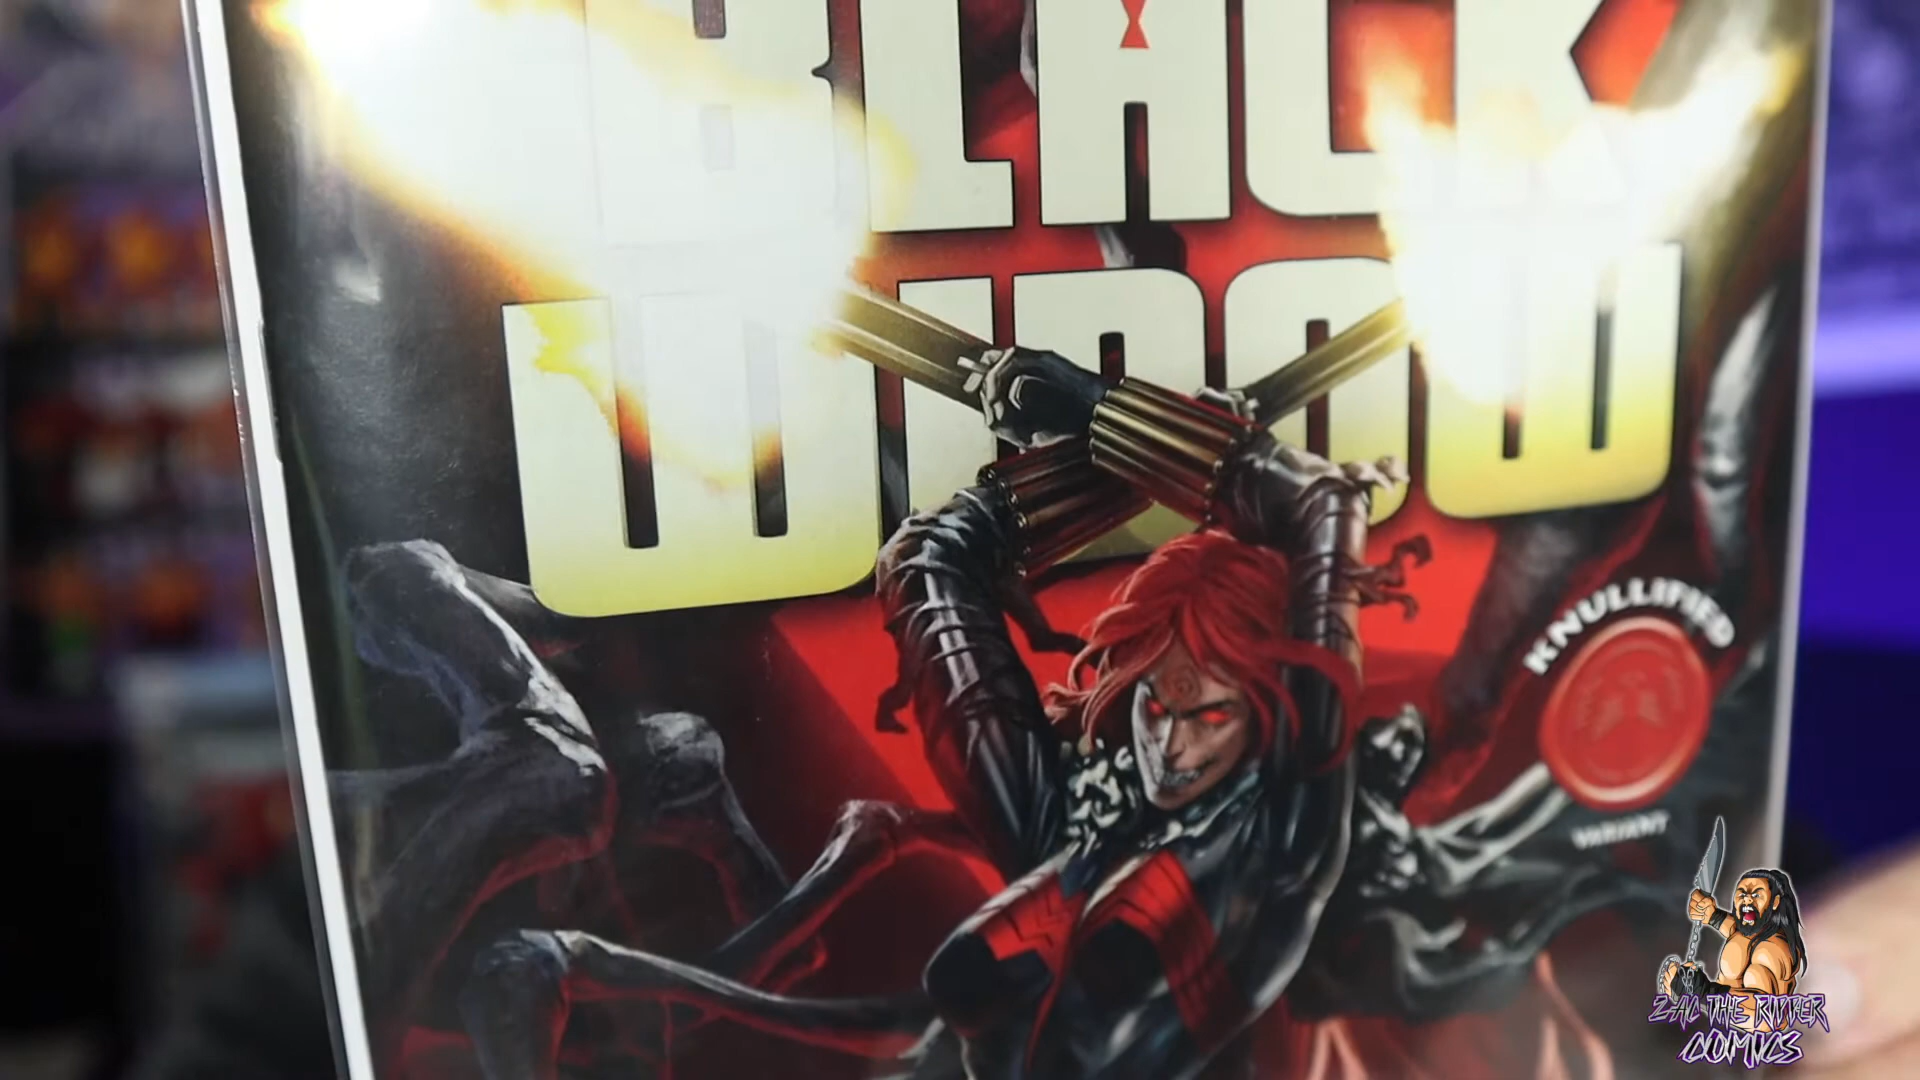 BLACK
WIDOW
KNULLIFIED
VARIANT
ZAC THE RIPPER
COMICS